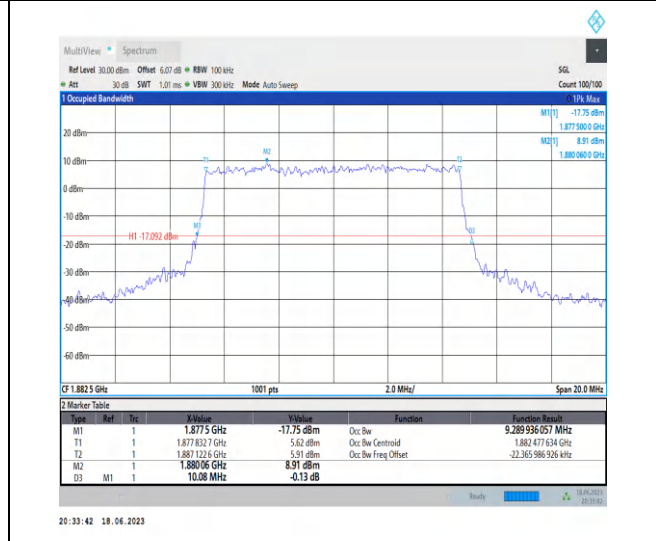 MultiView Spectrum
Ref Level 30.00 dBm Offset 6.07 dB RBW 100 kHz SGL
Att 30 dB SWT 1.01 ms VBW 300 kHz Mode Auto Sweep Count 100/100
1 Occupied Bandwidth 1Pk Max
M1[1] -17.75 dBm
1.877 500 0 GHz
M2[1] 8.91 dBm
1.880 060 0 GHz
20 dBm
10 dBm
T1 M2 T2
0 dBm
-10 dBm
M1 D3
H1 -17.092 dBm
-20 dBm
-30 dBm
-40 dBm
-50 dBm
-60 dBm
CF 1.882 5 GHz 1001 pts 2.0 MHz/ Span 20.0 MHz
2 Marker Table
Type Ref Trc X-Value Y-Value Function Function Result
M1 1 1.877 5 GHz -17.75 dBm Occ Bw 9.289 936 057 MHz
T1 1 1.877 832 7 GHz 5.62 dBm Occ Bw Centroid 1.882 477 634 GHz
T2 1 1.887 122 6 GHz 5.91 dBm Occ Bw Freq Offset -22.365 986 926 kHz
M2 1 1.880 06 GHz 8.91 dBm
D3 M1 1 10.08 MHz -0.13 dB
Ready 18.06.2023
20:33:42
20:33:42 18.06.2023